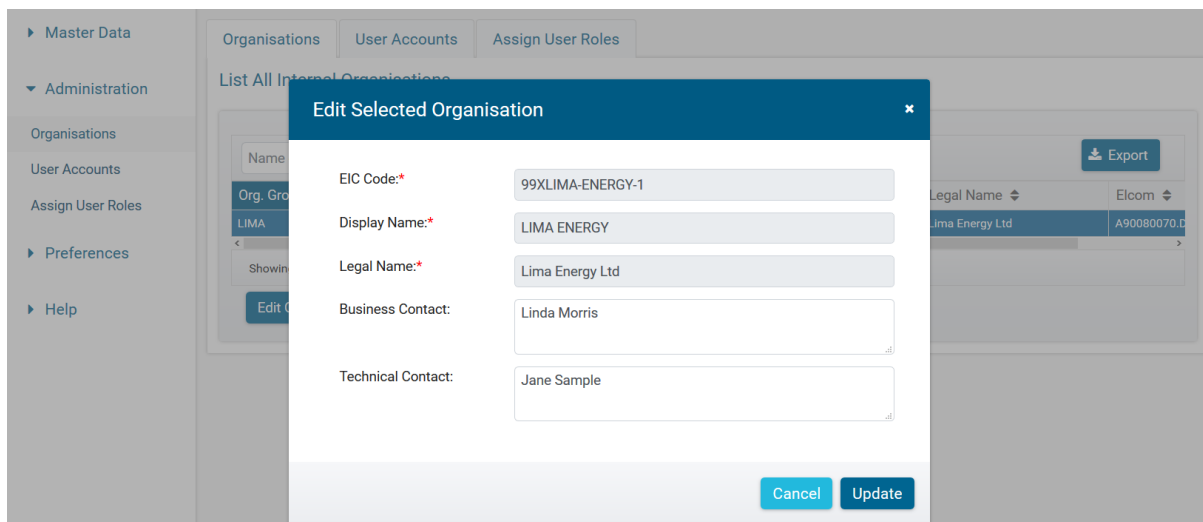 Master Data
Administration
Organisations
User Accounts
Assign User Roles
Preferences
Help
Organisations User Accounts Assign User Roles
List All Internal Organisations
Edit Selected Organisation ×
Name
Export
Org. Gro
Legal Name Elcom
LIMA
Lima Energy Ltd A90080070.D
Showin
Edit
EIC Code:* 99XLIMA-ENERGY-1
Display Name:* LIMA ENERGY
Legal Name:* Lima Energy Ltd
Business Contact: Linda Morris
Technical Contact: Jane Sample
Cancel Update